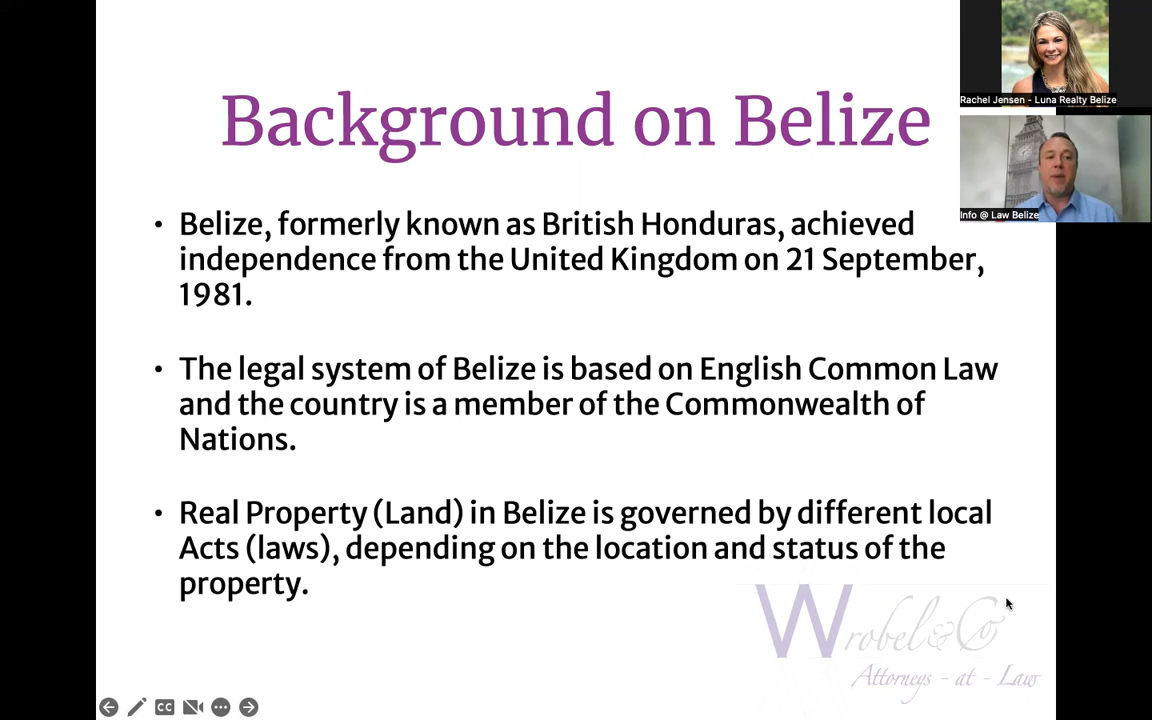 Background on Belize
Rachel Jensen - Luna Realty Belize
Info @ Law Belize
• Belize, formerly known as British Honduras, achieved
independence from the United Kingdom on 21 September,
1981.
• The legal system of Belize is based on English Common Law
and the country is a member of the Commonwealth of
Nations.
• Real Property (Land) in Belize is governed by different local
Acts (laws), depending on the location and status of the
property.
Wrobel & Co
Attorneys - at - Law
CC